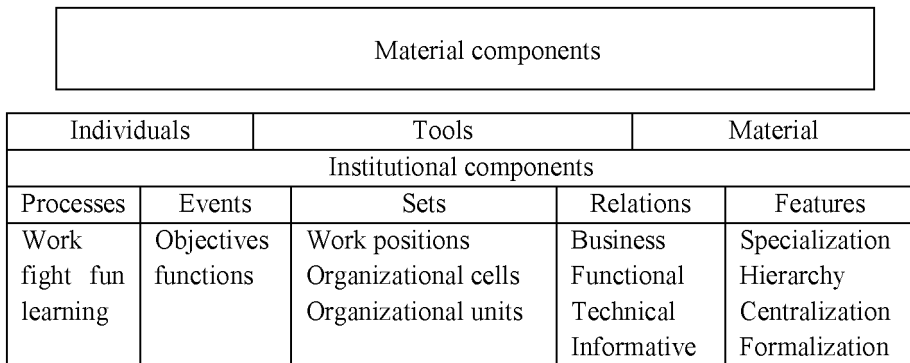 Material components
Individuals Tools Material
Institutional components
Processes Events Sets Relations Features
Work Objectives Work positions Business Specialization
fight fun functions Organizational cells Functional Hierarchy
learning Organizational units Technical Centralization
Informative Formalization